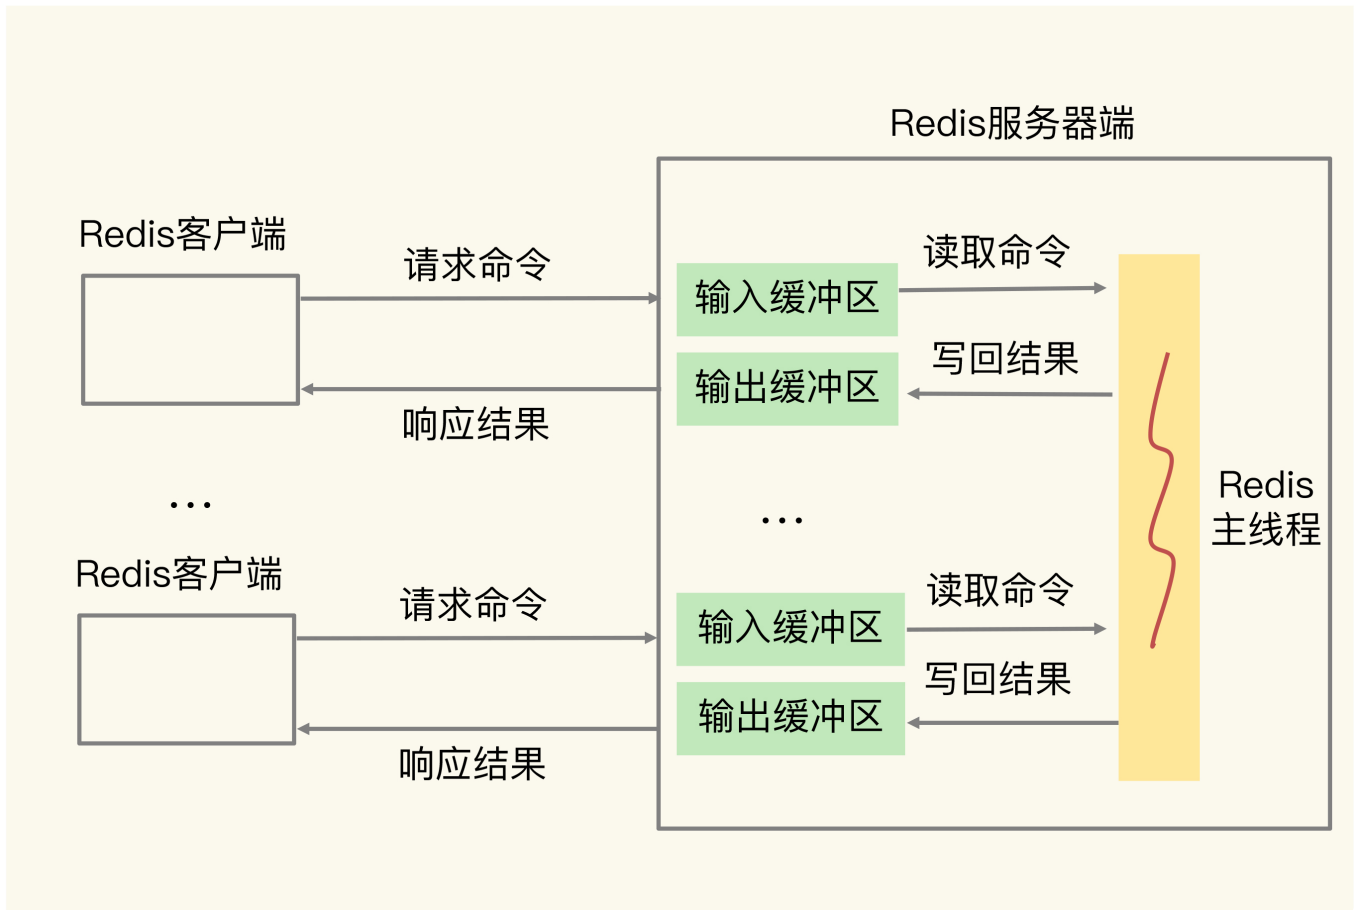 Redis服务器端
Redis客户端
请求命令
输入缓冲区
读取命令
输出缓冲区
写回结果
响应结果
...
...
Redis
主线程
Redis客户端
请求命令
输入缓冲区
读取命令
输出缓冲区
写回结果
响应结果